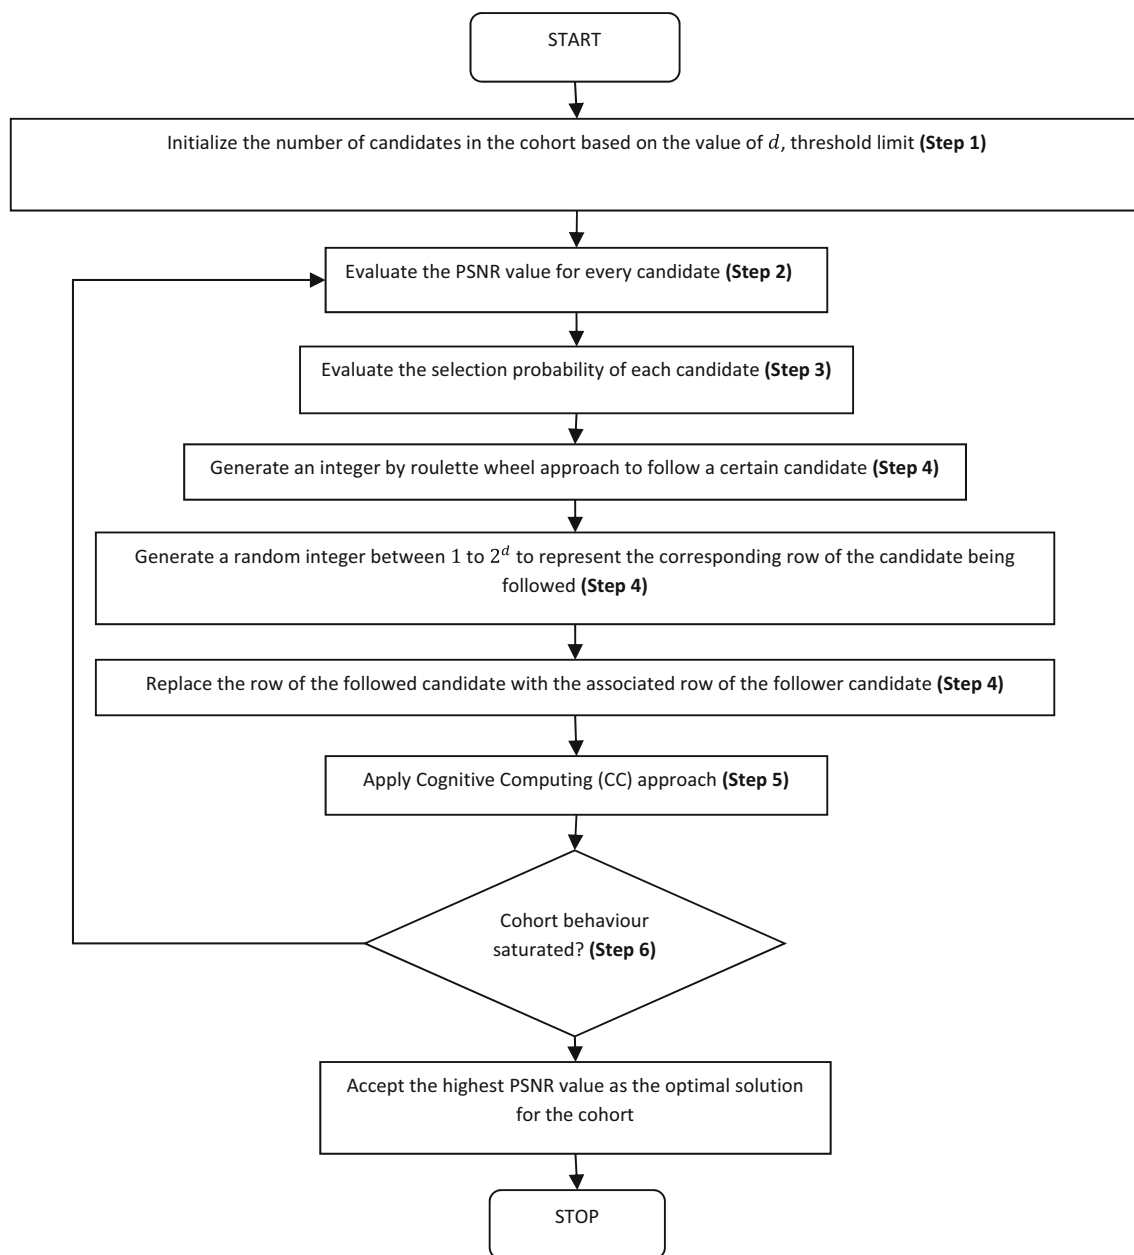 START
Initialize the number of candidates in the cohort based on the value of d, threshold limit (Step 1)
Evaluate the PSNR value for every candidate (Step 2)
Evaluate the selection probability of each candidate (Step 3)
Generate an integer by roulette wheel approach to follow a certain candidate (Step 4)
Generate a random integer between 1 to 2^d to represent the corresponding row of the candidate being
followed (Step 4)
Replace the row of the followed candidate with the associated row of the follower candidate (Step 4)
Apply Cognitive Computing (CC) approach (Step 5)
Cohort behaviour
saturated? (Step 6)
Accept the highest PSNR value as the optimal solution
for the cohort
STOP